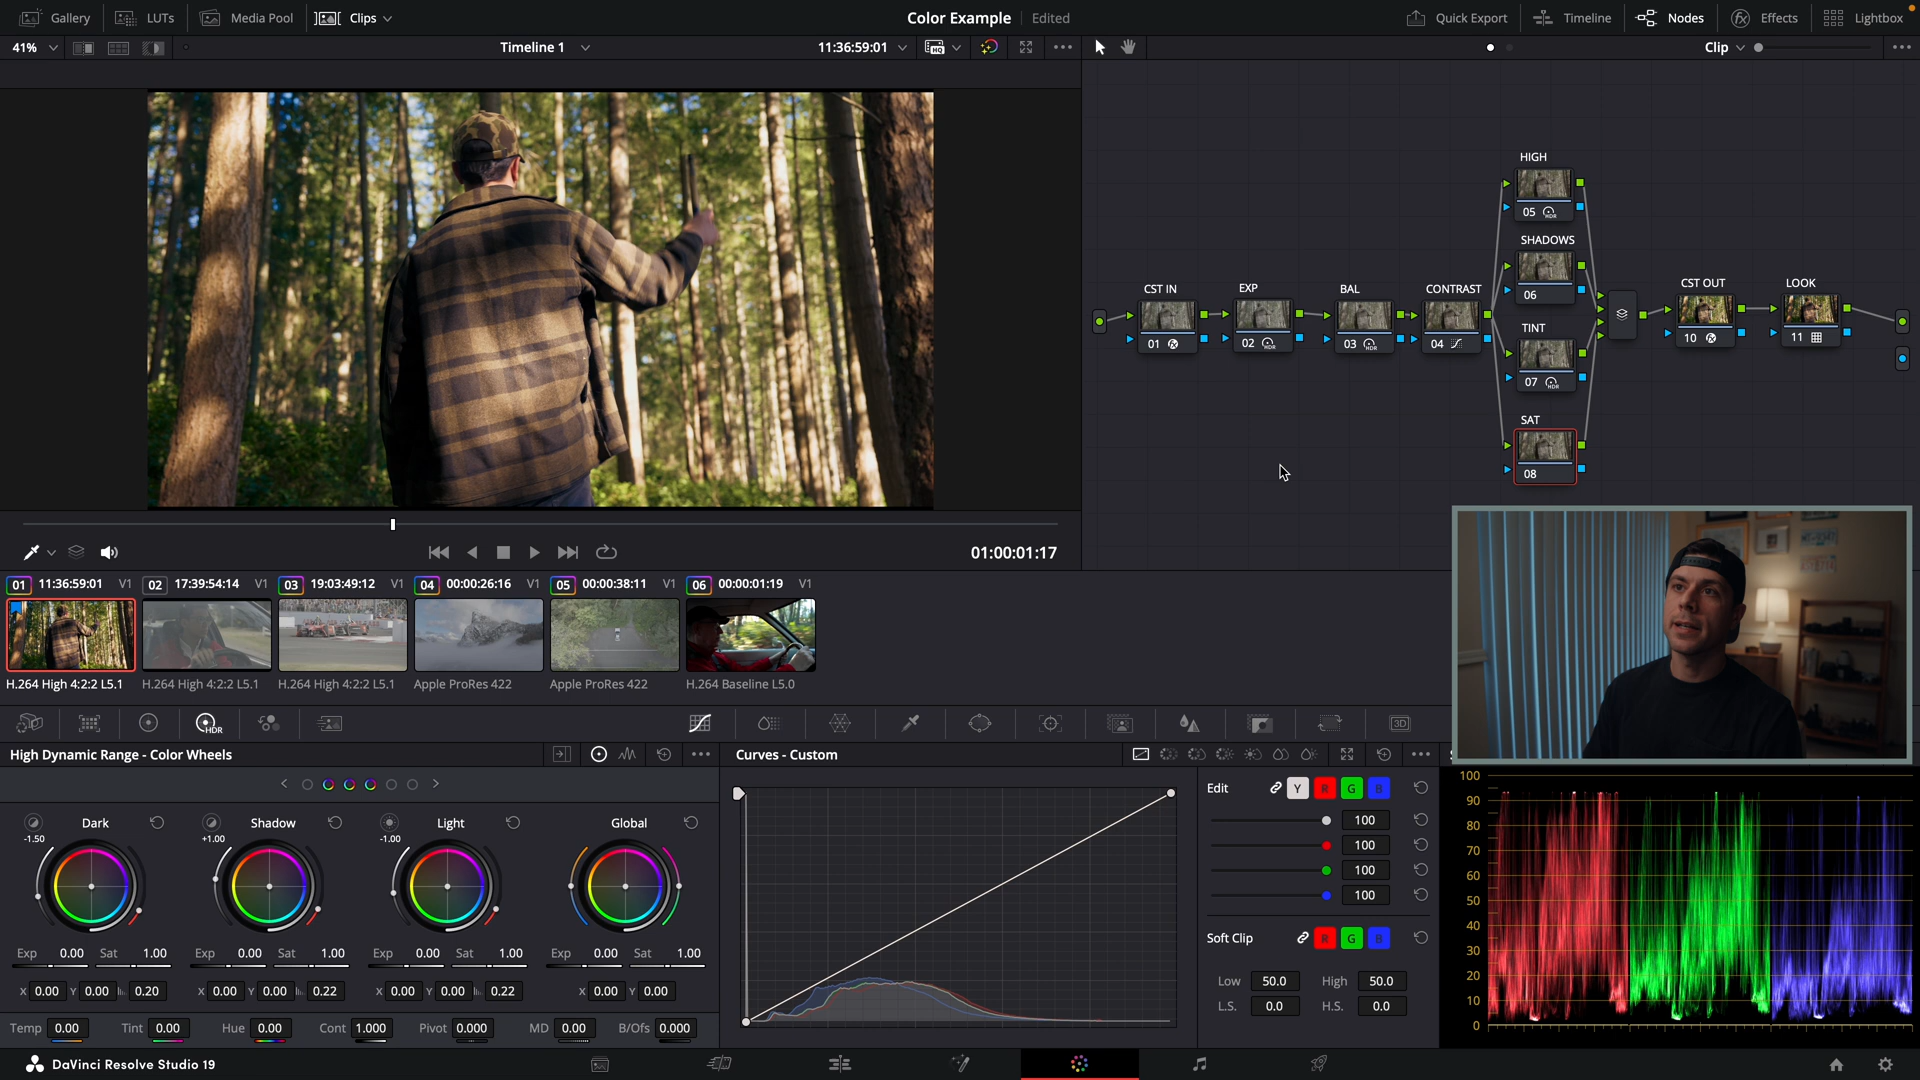 Gallery LUTs Media Pool Clips Color Example Edited Quick Export Timeline Nodes Effects Lightbox
41% Timeline 1 11:36:59:01 HQ Clip
HIGH
05 HDR
SHADOWS
06
CST IN EXP BAL CONTRAST CST OUT LOOK
TINT
01 02 HDR 03 HDR 04 10 11
07 HDR
SAT
08
01:00:01:17
01 11:36:59:01 V1 02 17:39:54:14 V1 03 19:03:49:12 V1 04 00:00:26:16 V1 05 00:00:38:11 V1 06 00:00:01:19 V1
H.264 High 4:2:2 L5.1 H.264 High 4:2:2 L5.1 H.264 High 4:2:2 L5.1 Apple ProRes 422 Apple ProRes 422 H.264 Baseline L5.0
HDR 3D
High Dynamic Range - Color Wheels Curves - Custom
100
Edit Y R G B
90
Dark Shadow Light Global
100
-1.50 +1.00 -1.00
80
100
70
100
60
100
50
Exp 0.00 Sat 1.00 Exp 0.00 Sat 1.00 Exp 0.00 Sat 1.00 Exp 0.00 Sat 1.00
Soft Clip R G B
40
30
X 0.00 Y 0.00 0.20 X 0.00 Y 0.00 0.22 X 0.00 Y 0.00 0.22 X 0.00 Y 0.00
Low 50.0 High 50.0
20
L.S. 0.0 H.S. 0.0
10
Temp 0.00 Tint 0.00 Hue 0.00 Cont 1.000 Pivot 0.000 MD 0.00 B/Ofs 0.000
0
DaVinci Resolve Studio 19